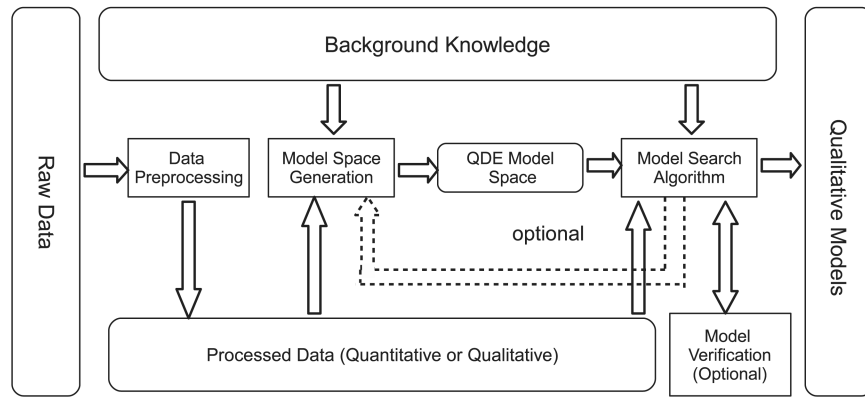 Background Knowledge
Raw Data
Data
Preprocessing
Model Space
Generation
QDE Model
Space
Model Search
Algorithm
Qualitative Models
optional
Processed Data (Quantitative or Qualitative)
Model
Verification
(Optional)